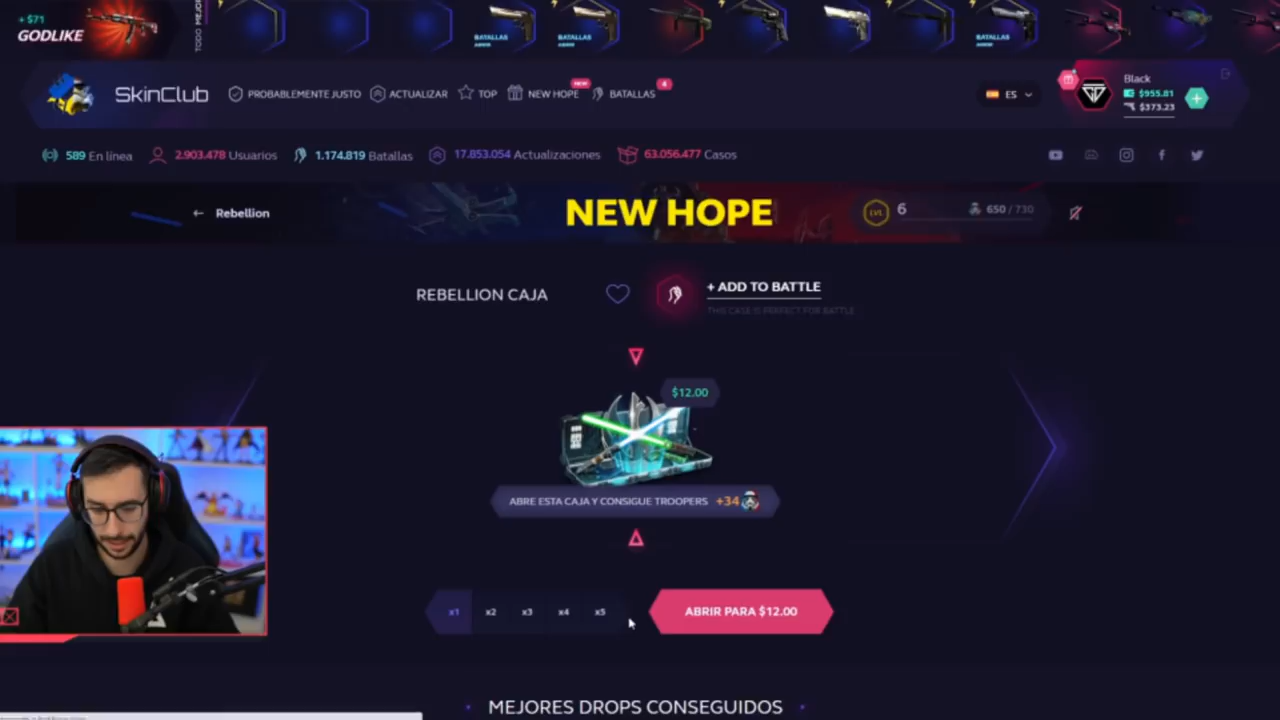 + $71
GODLIKE
BATALLAS
BATALLAS
BATALLAS
SkinClub
PROBABLEMENTE JUSTO
ACTUALIZAR
TOP
NEW HOPE
NEW
BATALLAS
4
ES
Black
$955.81
$373.23
589 En línea
2.903.478 Usuarios
1.174.819 Batallas
17.853.054 Actualizaciones
63.056.477 Casos
← Rebellion
NEW HOPE
LVL
6
650 / 730
REBELLION CAJA
+ ADD TO BATTLE
THIS CASE IS PERFECT FOR BATTLE
$12.00
ABRE ESTA CAJA Y CONSIGUE TROOPERS +34
x1
x2
x3
x4
x5
ABRIR PARA $12.00
MEJORES DROPS CONSEGUIDOS